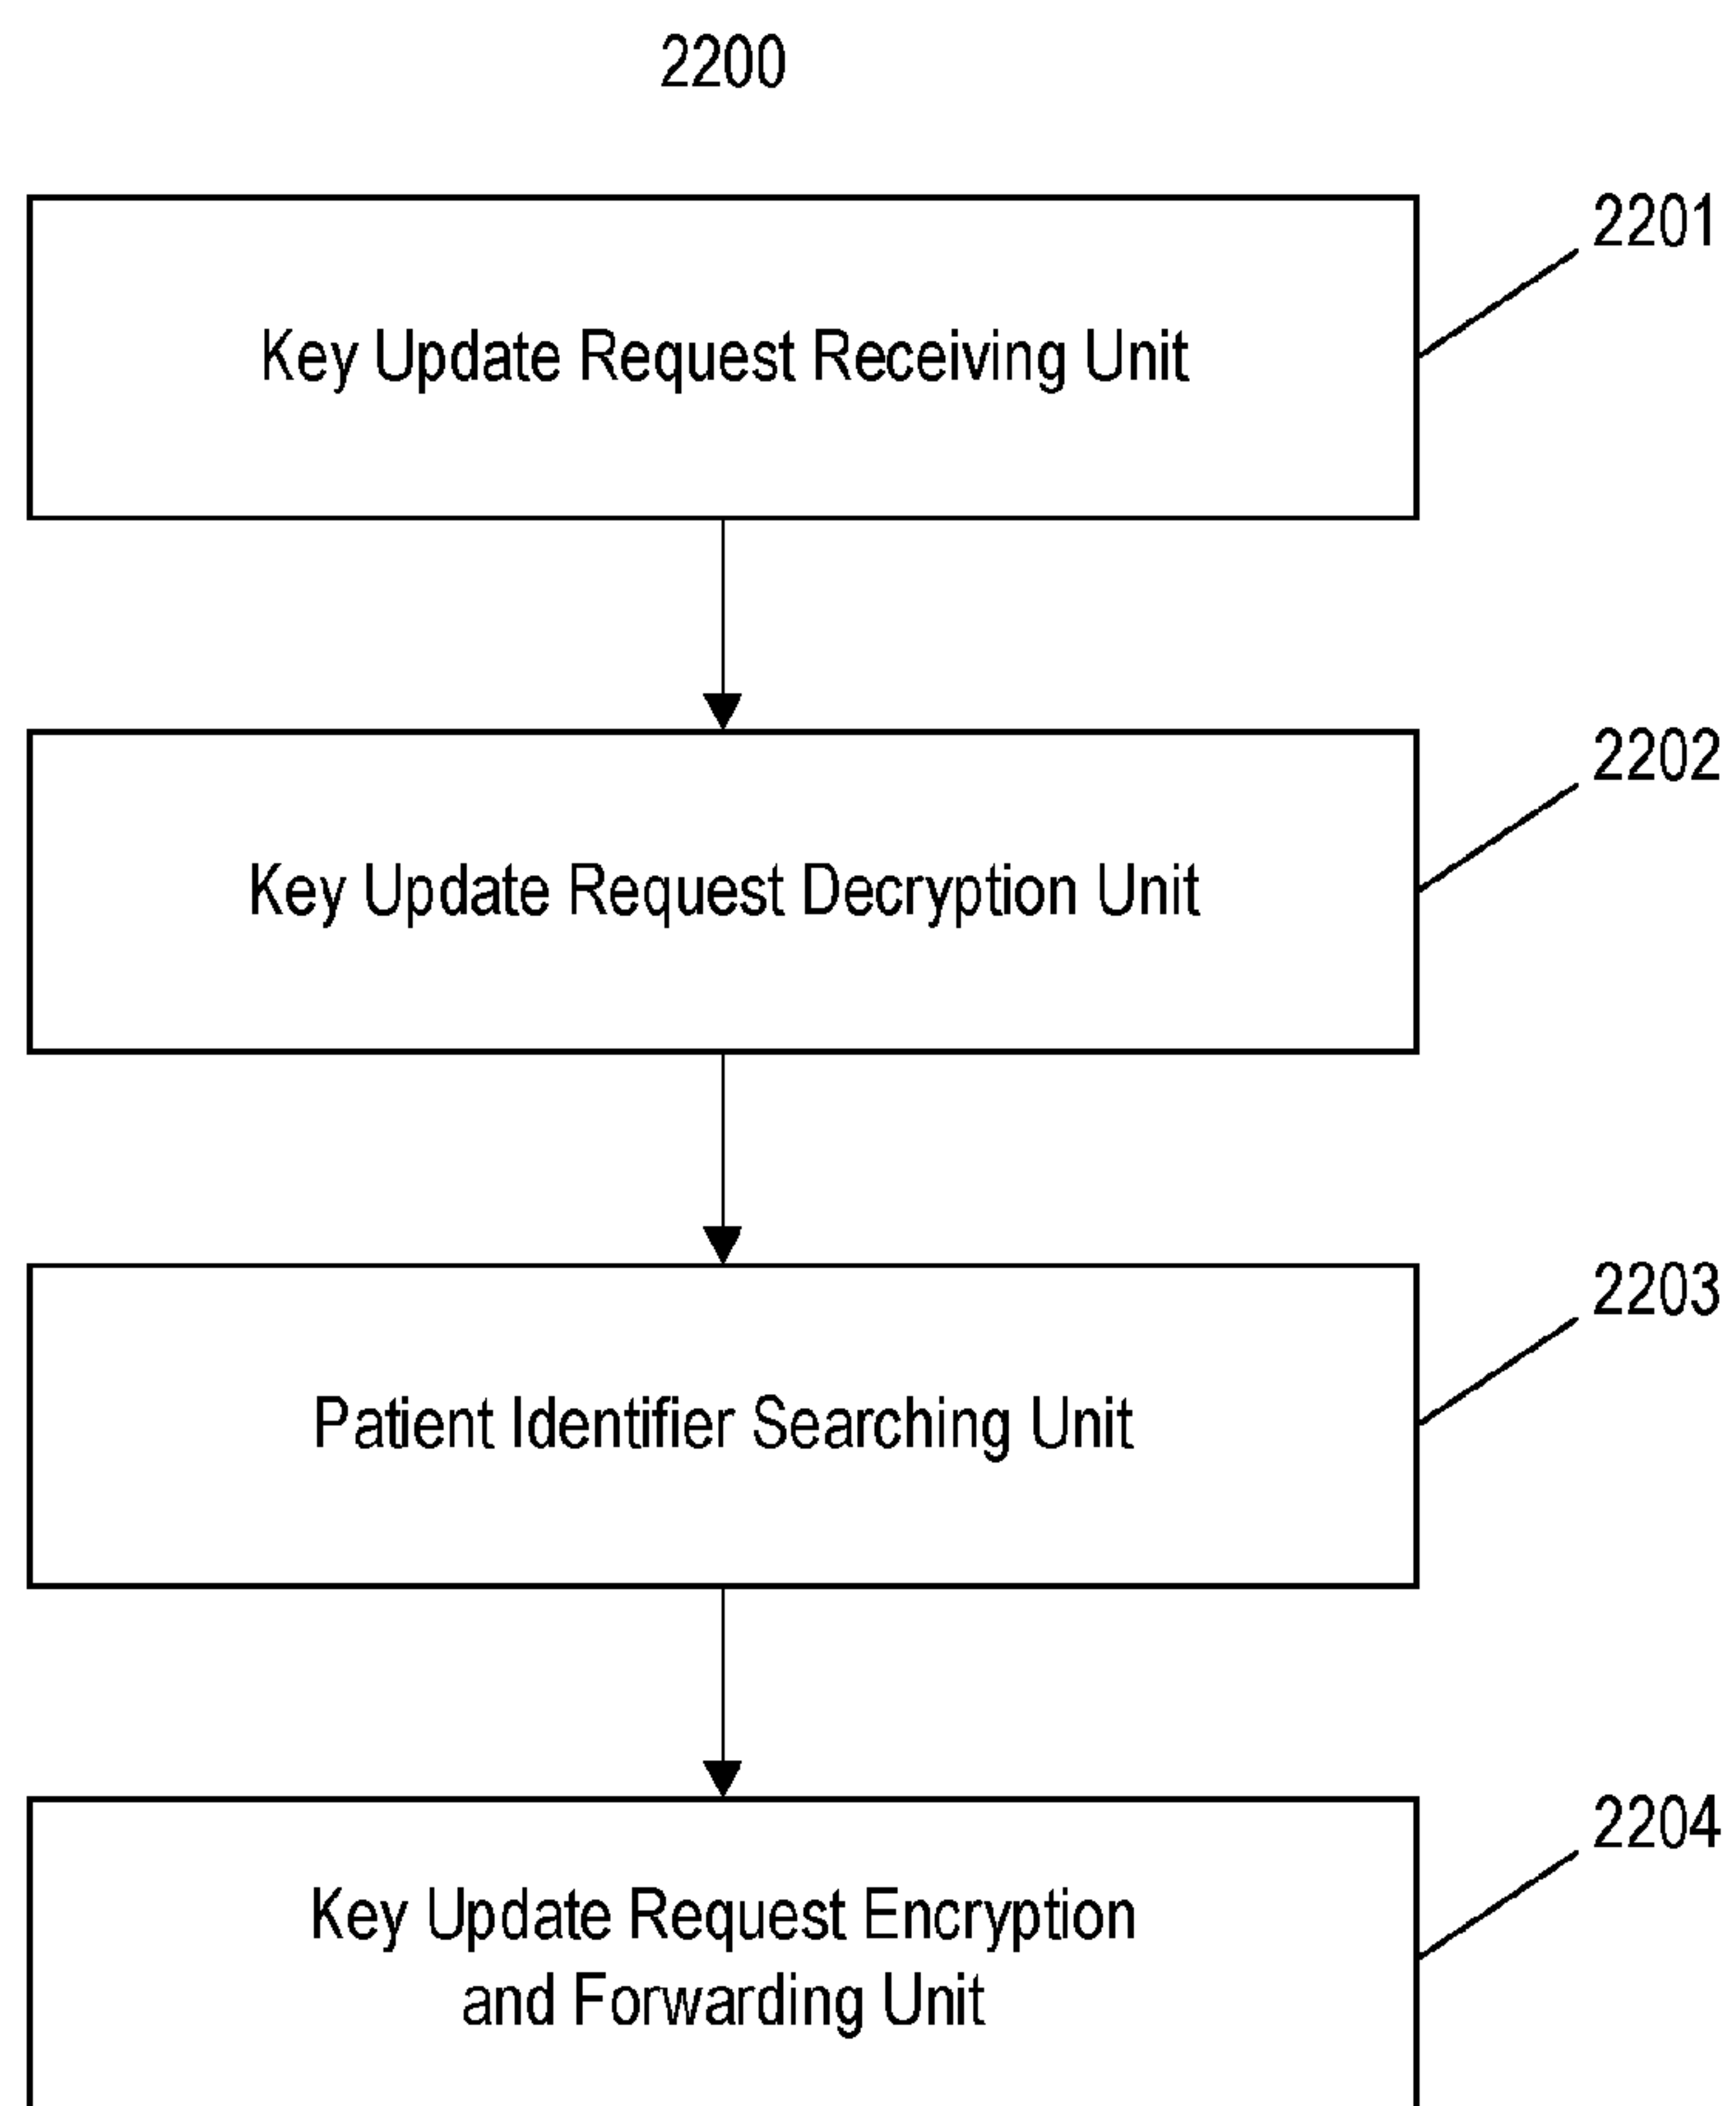 2200
2201
Key Update Request Receiving Unit
2202
Key Update Request Decryption Unit
2203
Patient Identifier Searching Unit
2204
Key Update Request Encryption
and Forwarding Unit